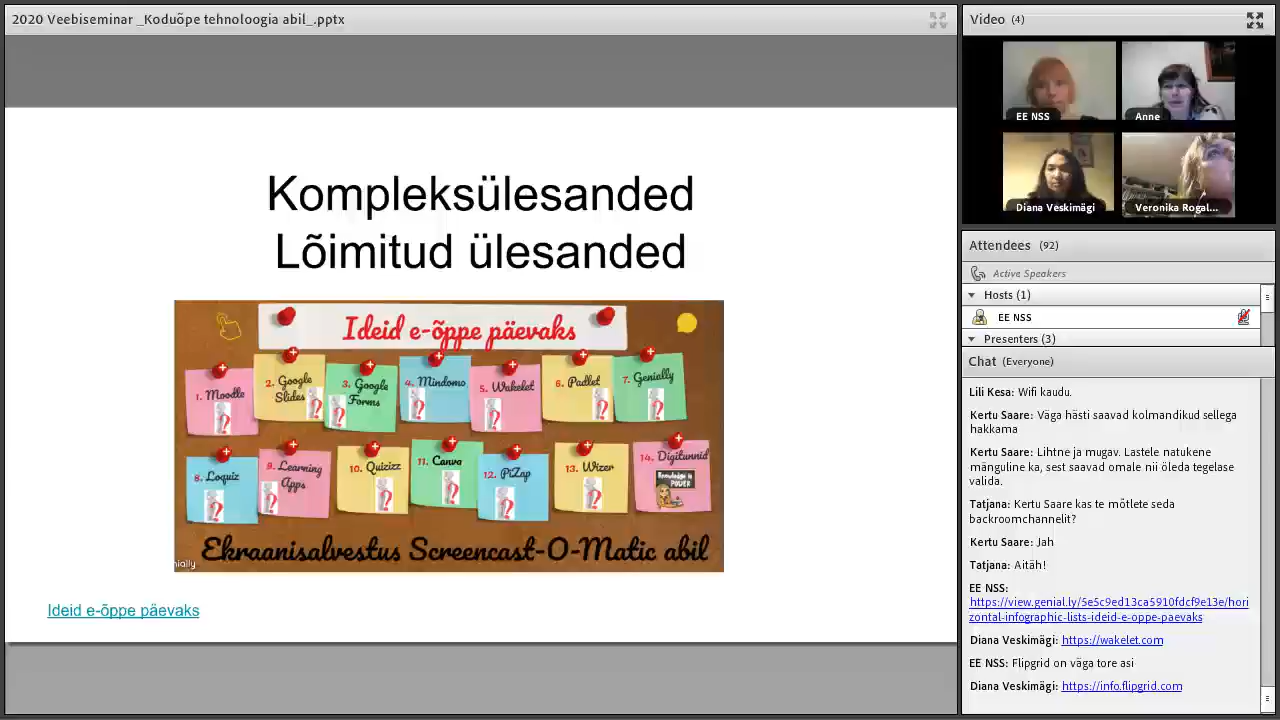 2020 Veebiseminar _Koduõpe tehnoloogia abil_.pptx
Kompleksülesanded
Lõimitud ülesanded
Ideid e-õppe päevaks
1. Moodle
2. Google
Slides
3. Google
Forms
4. Mindomo
5. Wakelet
6. Padlet
7. Genially
8. Loquiz
9. Learning
Apps
10. Quizizz
11. Canva
12. PiZap
13. Wizer
14. Digitunnid
Knowledge is
POWER
Ekraanisalvestus Screencast-O-Matic abil
nially
Ideid e-õppe päevaks
Video (4)
EE NSS
Anne
Diana Veskimägi
Veronika Rogal...
Attendees (92)
Active Speakers
Hosts (1)
EE NSS
Presenters (3)
Chat (Everyone)
Lili Kesa: Wifi kaudu.
Kertu Saare: Väga hästi saavad kolmandikud sellega
hakkama
Kertu Saare: Lihtne ja mugav. Lastele natukene
mänguline ka, sest saavad omale nii öleda tegelase
valida.
Tatjana: Kertu Saare kas te mõtlete seda
backroomchannelit?
Kertu Saare: Jah
Tatjana: Aitäh!
EE NSS:
https://view.genial.ly/5e5c9ed13ca5910fdcf9e13e/hori
zontal-infographic-lists-ideid-e-oppe-paevaks
Diana Veskimägi: https://wakelet.com
EE NSS: Flipgrid on väga tore asi
Diana Veskimägi: https://info.flipgrid.com